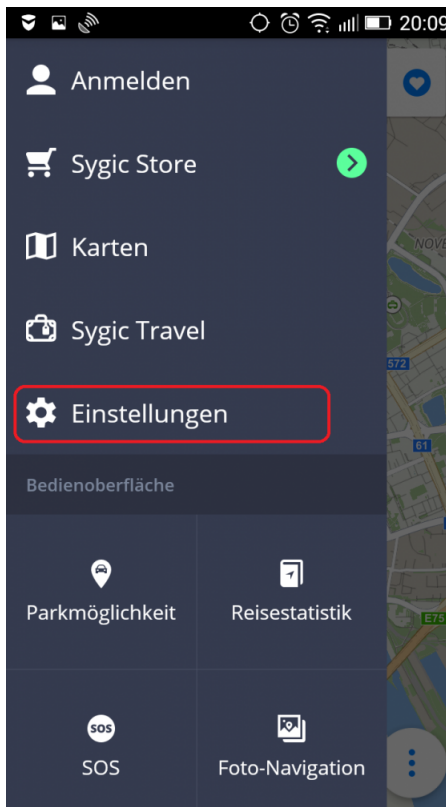 20:09
Anmelden
Sygic Store
Karten
NOVE
Sygic Travel
572
Einstellungen
61
Bedienoberfläche
Parkmöglichkeit
Reisestatistik
E75
SOS
SOS
Foto-Navigation